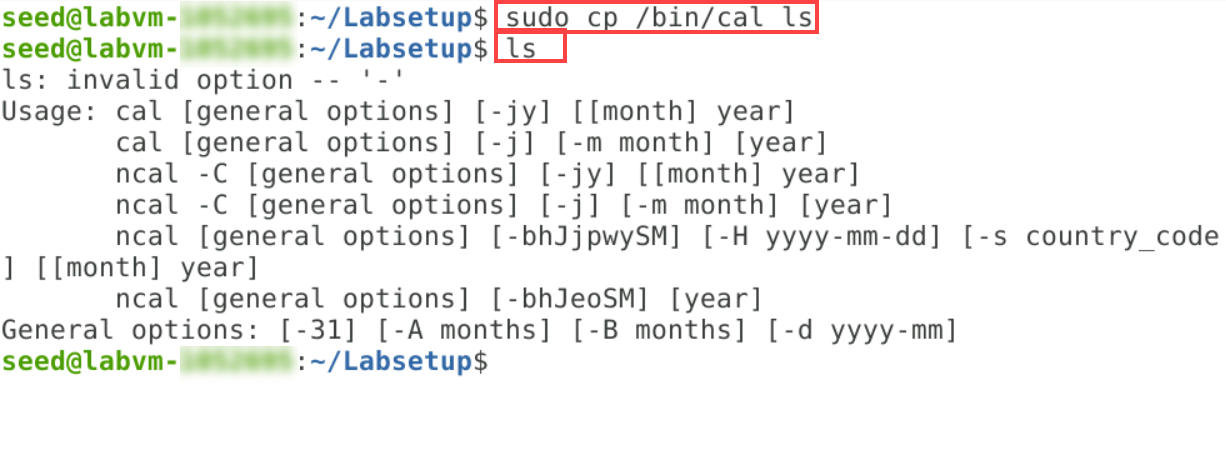 seed@labvm-:~/Labsetup$ sudo cp /bin/cal ls
seed@labvm-:~/Labsetup$ ls
ls: invalid option -- '-'
Usage: cal [general options] [-jy] [[month] year]
       cal [general options] [-j] [-m month] [year]
       ncal -C [general options] [-jy] [[month] year]
       ncal -C [general options] [-j] [-m month] [year]
       ncal [general options] [-bhJjpwySM] [-H yyyy-mm-dd] [-s country_code
] [[month] year]
       ncal [general options] [-bhJeoSM] [year]
General options: [-31] [-A months] [-B months] [-d yyyy-mm]
seed@labvm-:~/Labsetup$